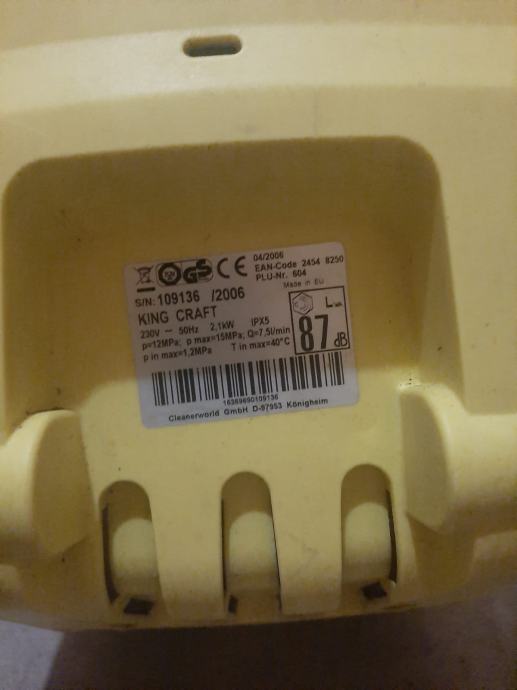 GS CE
04/2006
EAN-Code 2454 8250
PLU-Nr. 604
Made in EU
S/N: 109136 /2006
KING CRAFT
230V ~ 50Hz 2,1kW IPX5
p=12MPa; p max=15MPa; Q=7,5l/min
p in max=1,2MPa T in max=40°C
87 dB
16369690109136
Cleanerworld GmbH D-97953 Königheim